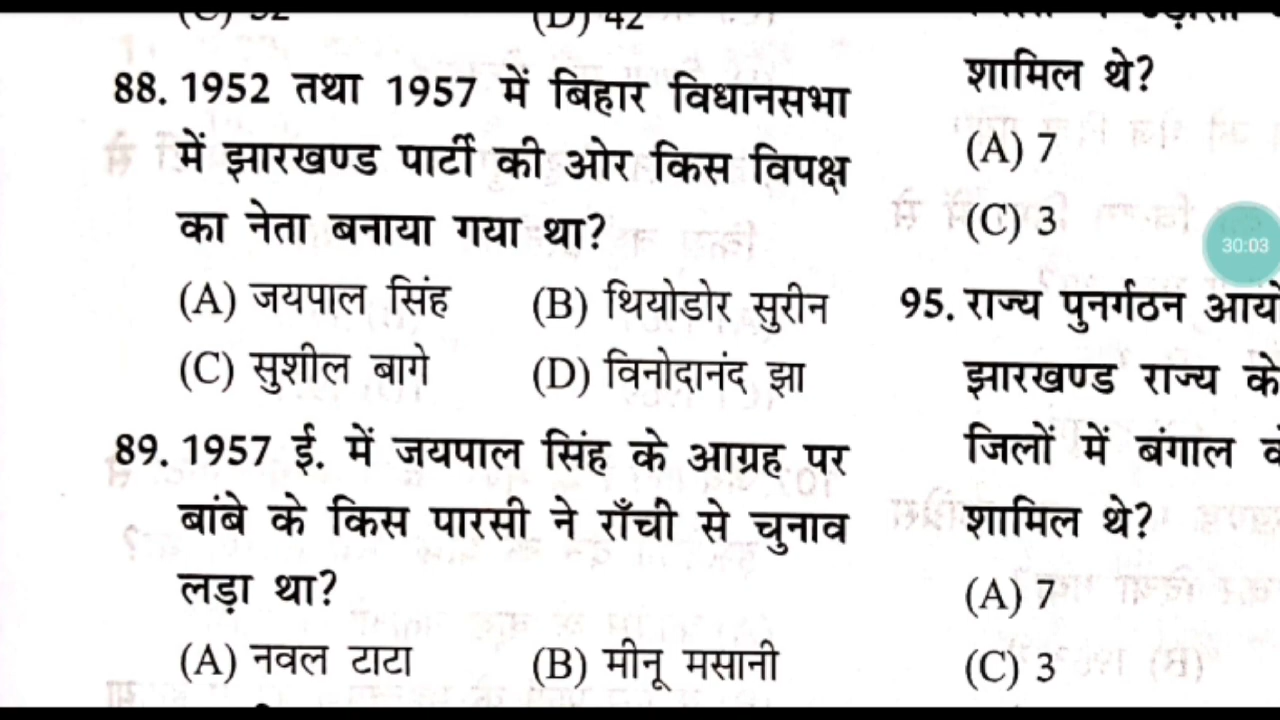 (D) 42
88. 1952 तथा 1957 में बिहार विधानसभा
में झारखण्ड पार्टी की ओर किस विपक्ष
का नेता बनाया गया था?
(A) जयपाल सिंह (B) थियोडोर सुरीन
(C) सुशील बागे (D) विनोदानंद झा
89. 1957 ई. में जयपाल सिंह के आग्रह पर
बांबे के किस पारसी ने राँची से चुनाव
लड़ा था?
(A) नवल टाटा (B) मीनू मसानी
शामिल थे?
(A) 7
(C) 3
30:03
95. राज्य पुनर्गठन
झारखण्ड राज्य के
जिलों में बंगाल
शामिल थे?
(A) 7
(C) 3